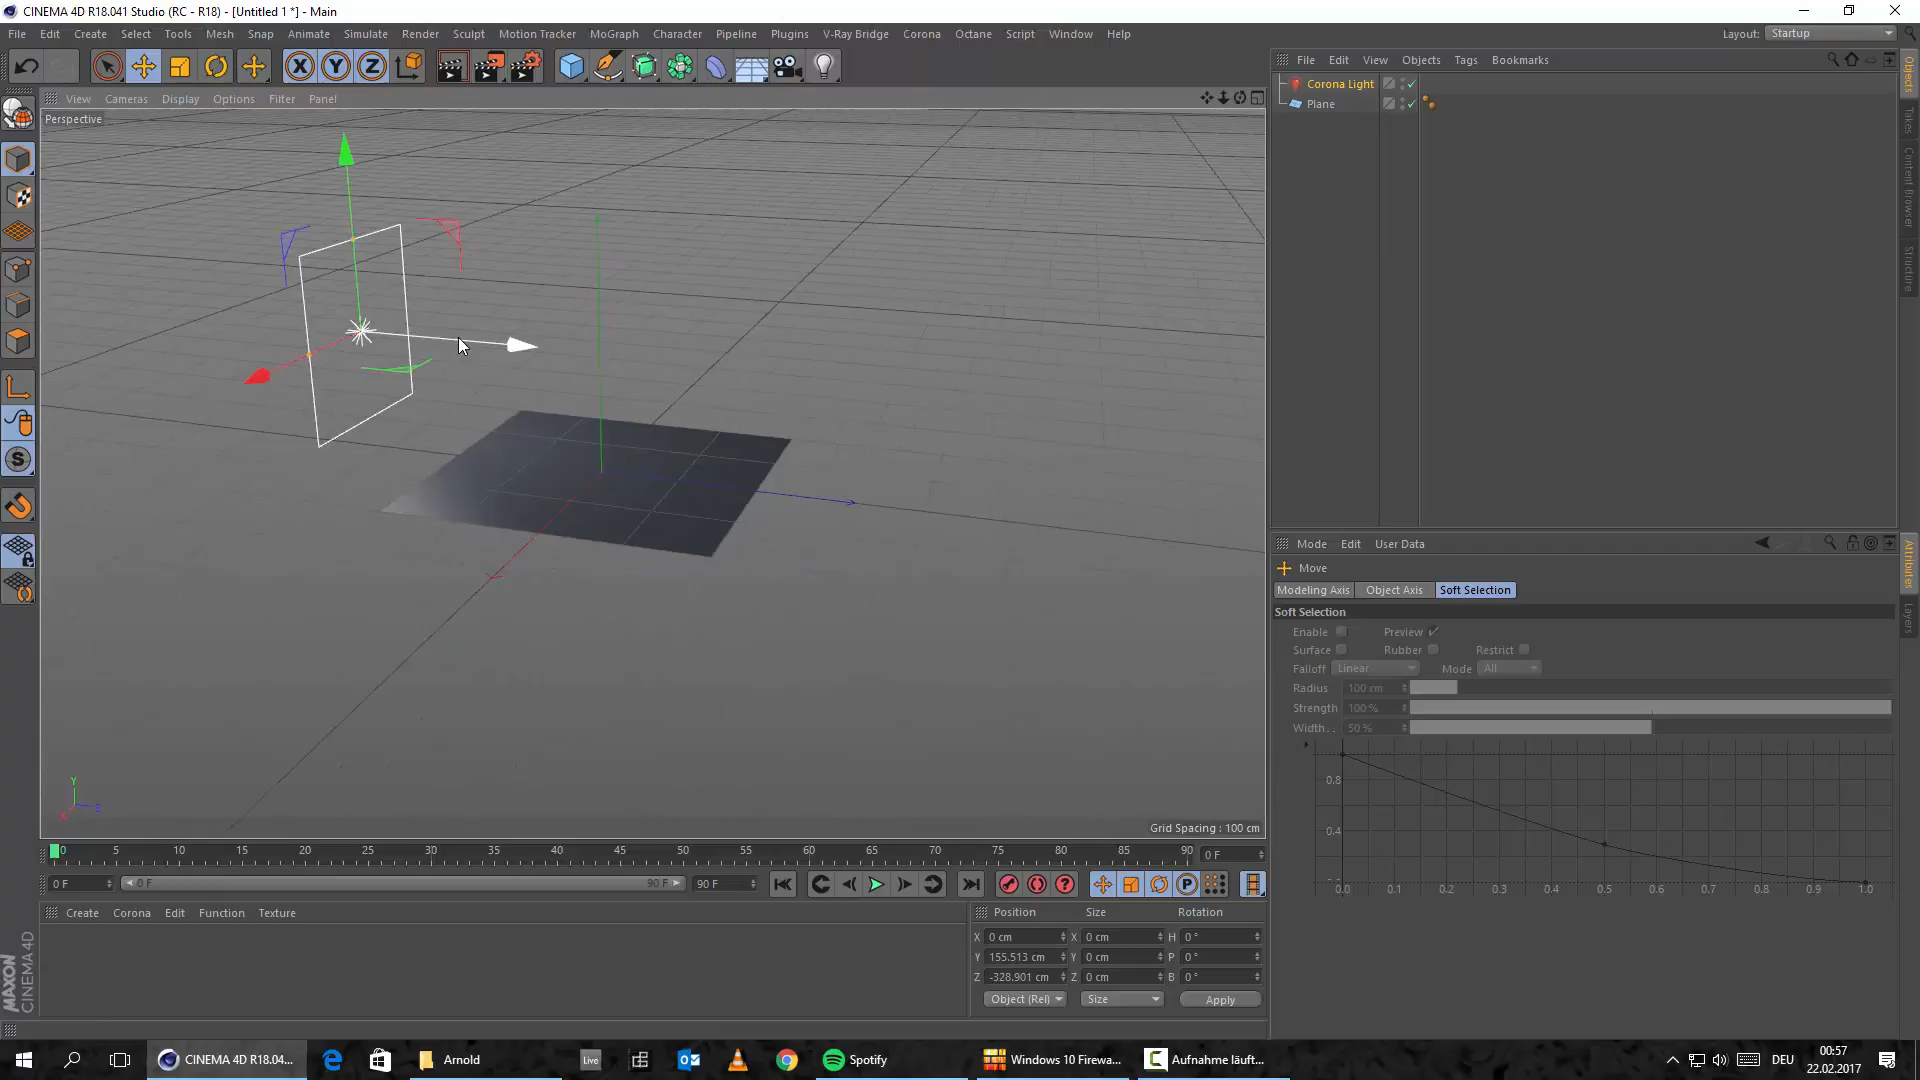 CINEMA 4D R18.041 Studio (RC - R18) - [Untitled 1 *] - Main
File Edit Create Select Tools Mesh Snap Animate Simulate Render Sculpt Motion Tracker MoGraph Character Pipeline Plugins V-Ray Bridge Corona Octane Script Window Help
Layout: Startup
X Y Z
View Cameras Display Options Filter Panel
Perspective
S
Y
X
Z
Grid Spacing : 100 cm
0 5 10 15 20 25 30 35 40 45 50 55 60 65 70 75 80 85 90
0 F
0 F
0 F
90 F
90 F
P
Create Corona Edit Function Texture
Position Size Rotation
X 0 cm X 0 cm H 0 °
Y 155.513 cm Y 0 cm P 0 °
Z -328.901 cm Z 0 cm B 0 °
Object (Rel) Size Apply
MAXON
CINEMA 4D
File Edit View Objects Tags Bookmarks
Corona Light
Plane
Objects
Takes
Content Browser
Structure
Mode Edit User Data
Move
Modeling Axis Object Axis Soft Selection
Soft Selection
Enable Preview
Surface Rubber Restrict
Falloff Linear Mode All
Radius 100 cm
Strength 100 %
Width . . 50 %
0.8
0.4
0.0 0.1 0.2 0.3 0.4 0.5 0.6 0.7 0.8 0.9 1.0
Attributes
Layers
CINEMA 4D R18.04...
Arnold
Live
Spotify
Windows 10 Firewa...
Aufnahme läuft...
DEU
00:57
22.02.2017